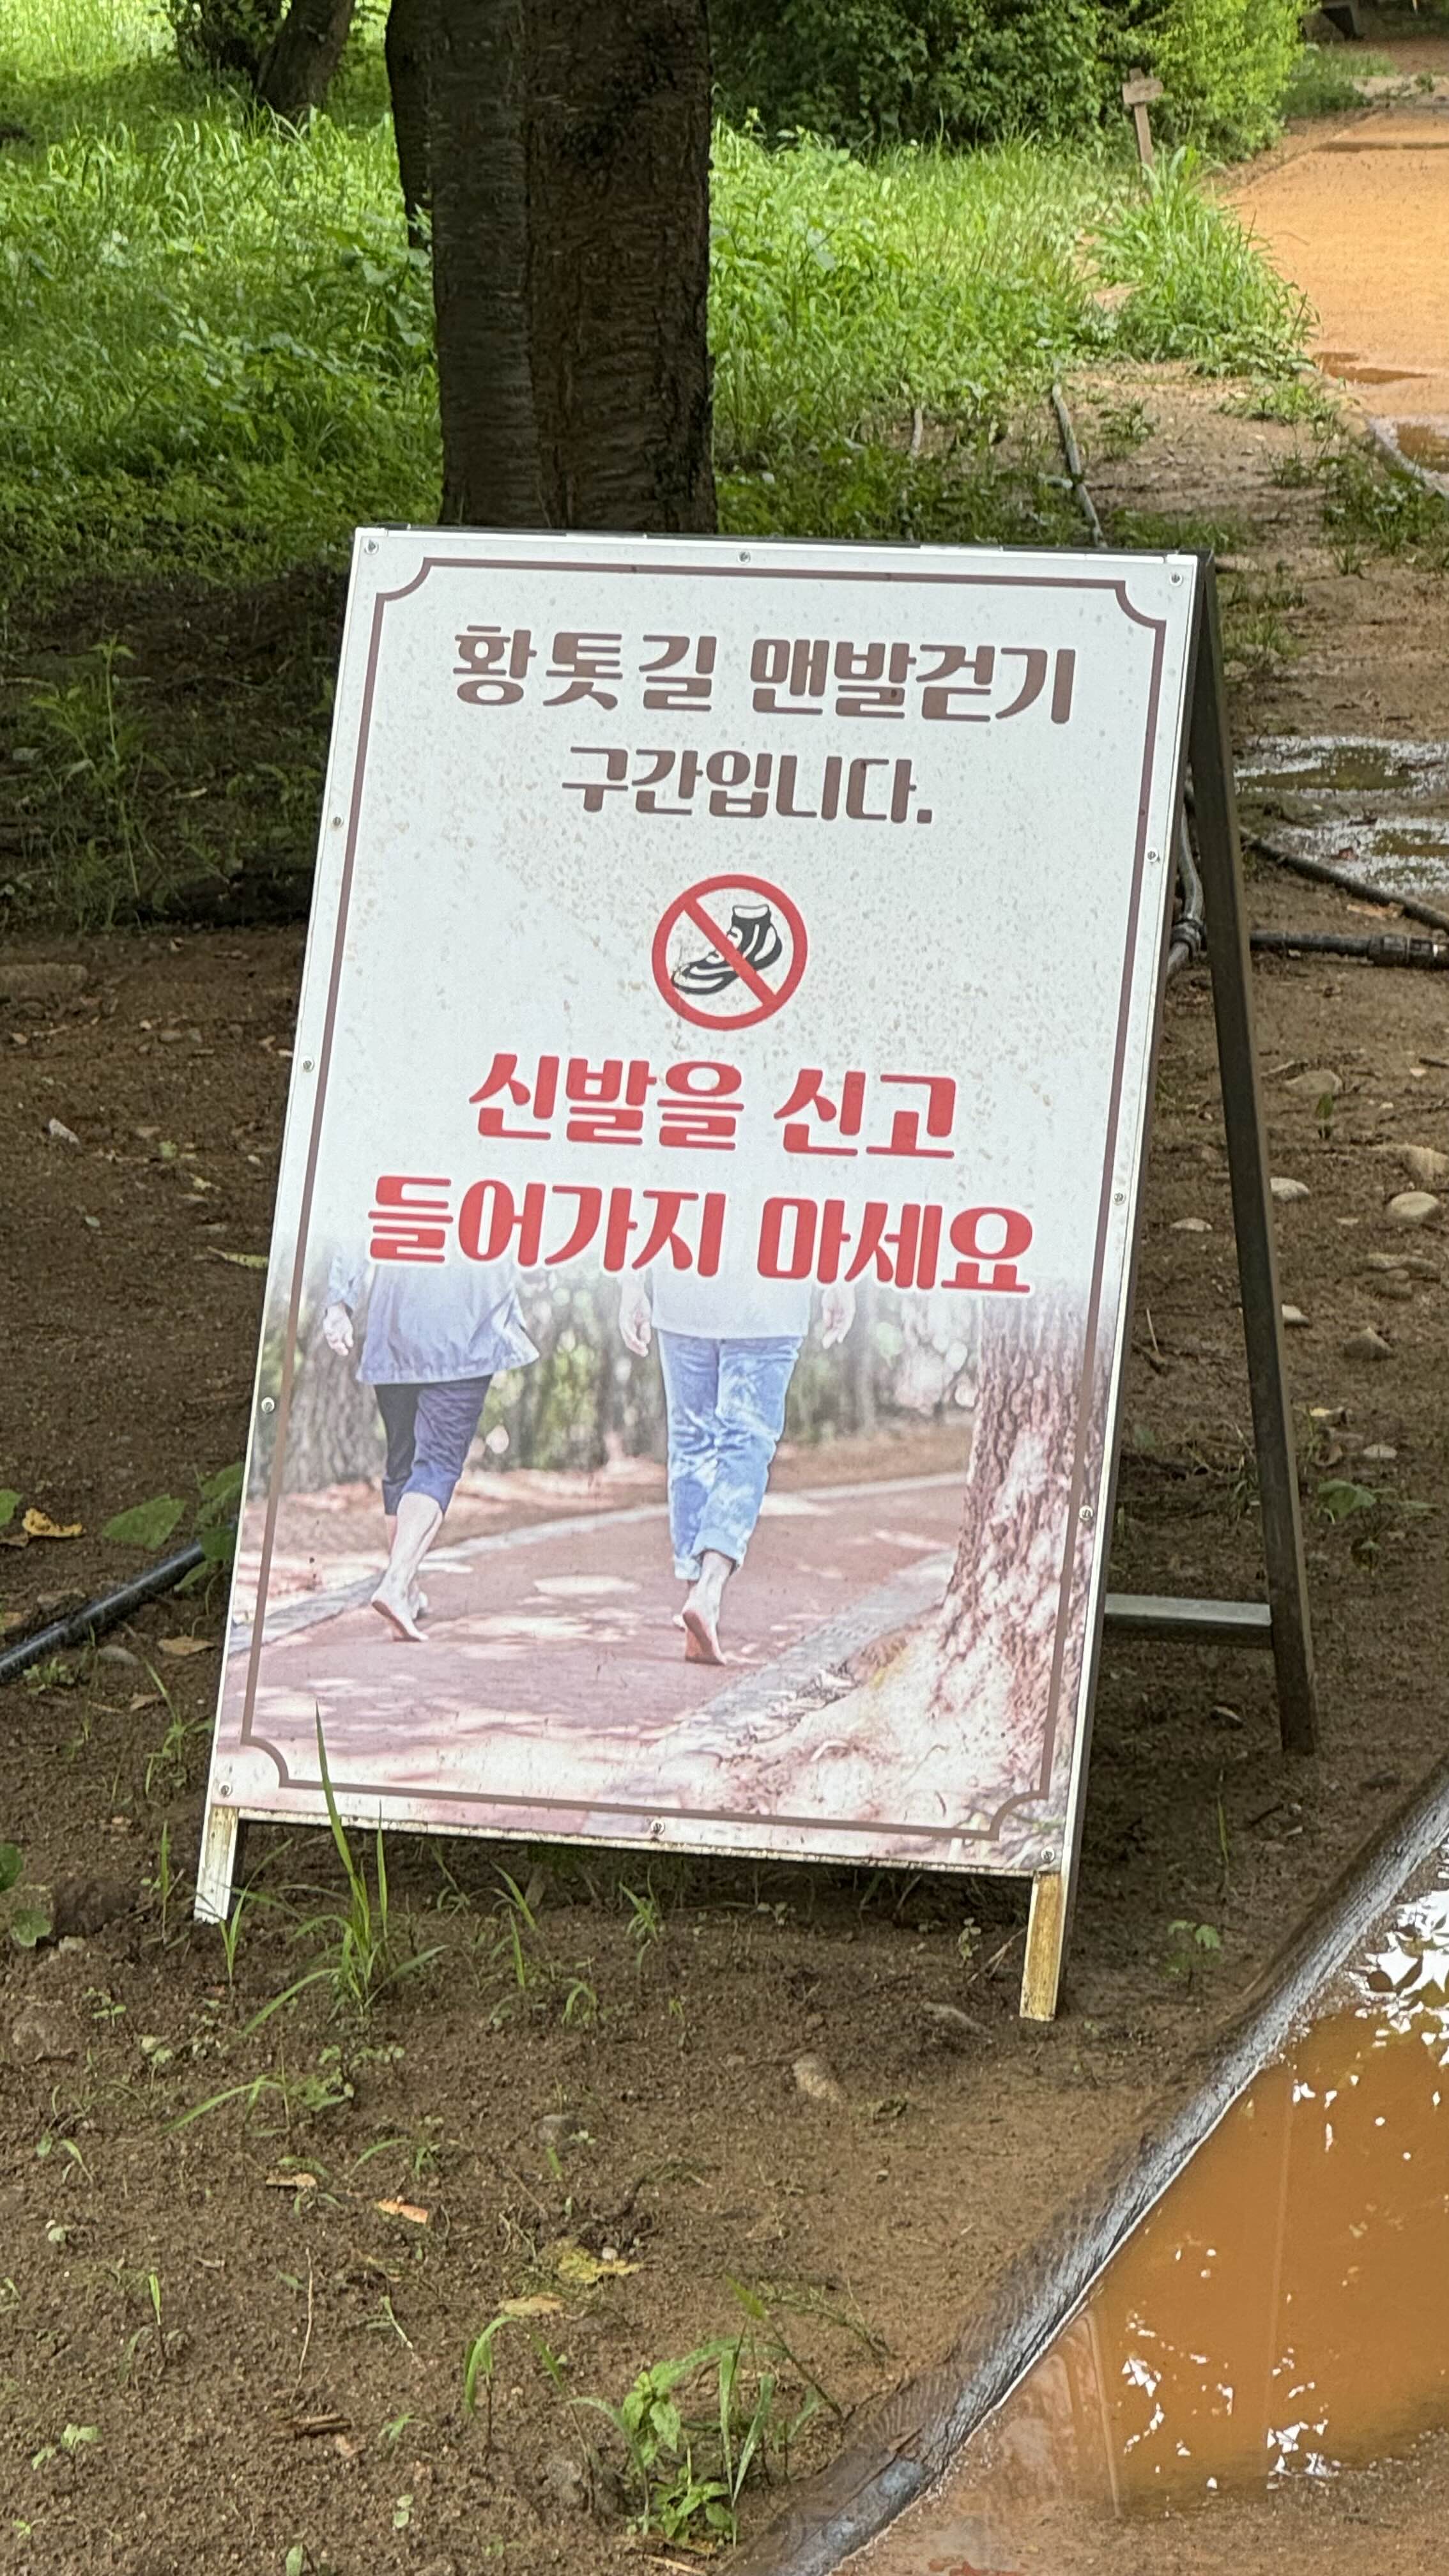 황톳길 맨발걷기
구간입니다.
신발을 신고
들어가지 마세요